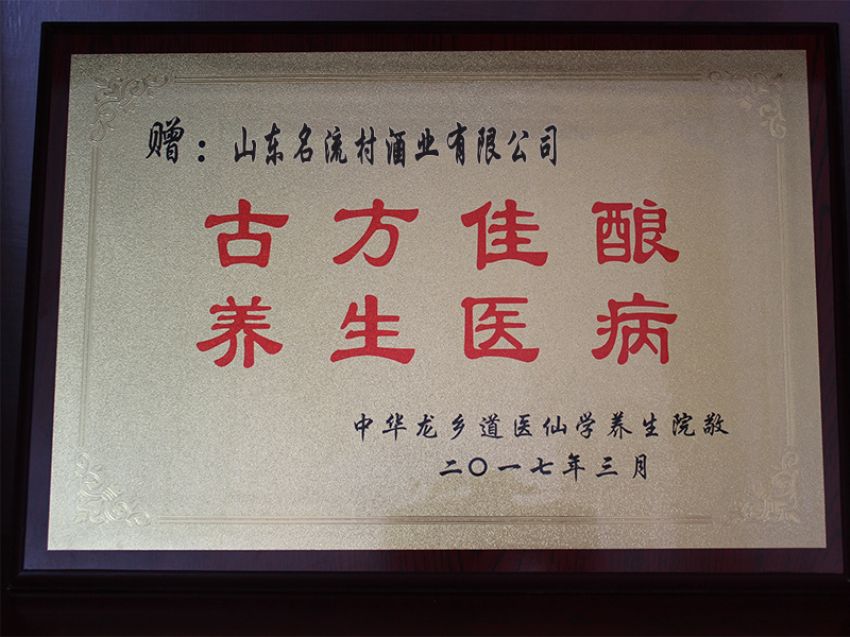 赠：山东名流村酒业有限公司
古方佳酿
养生医病
中华龙乡道医仙学养生院敬
二〇一七年三月